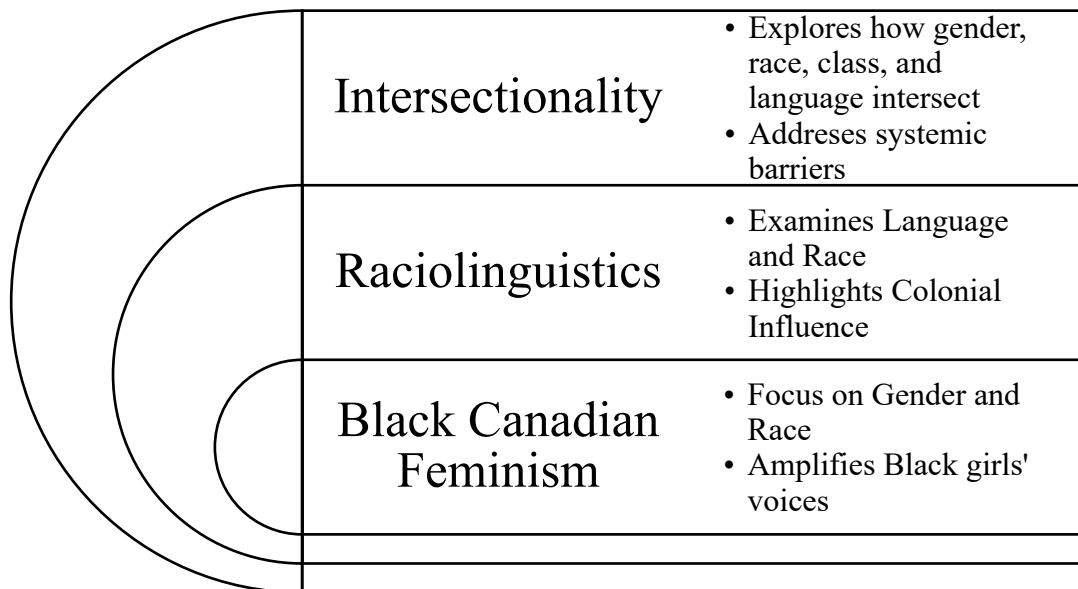 Intersectionality
• Explores how gender,
race, class, and
language intersect
• Addreses systemic
barriers
Raciolinguistics
• Examines Language
and Race
• Highlights Colonial
Influence
Black Canadian
Feminism
• Focus on Gender and
Race
• Amplifies Black girls'
voices